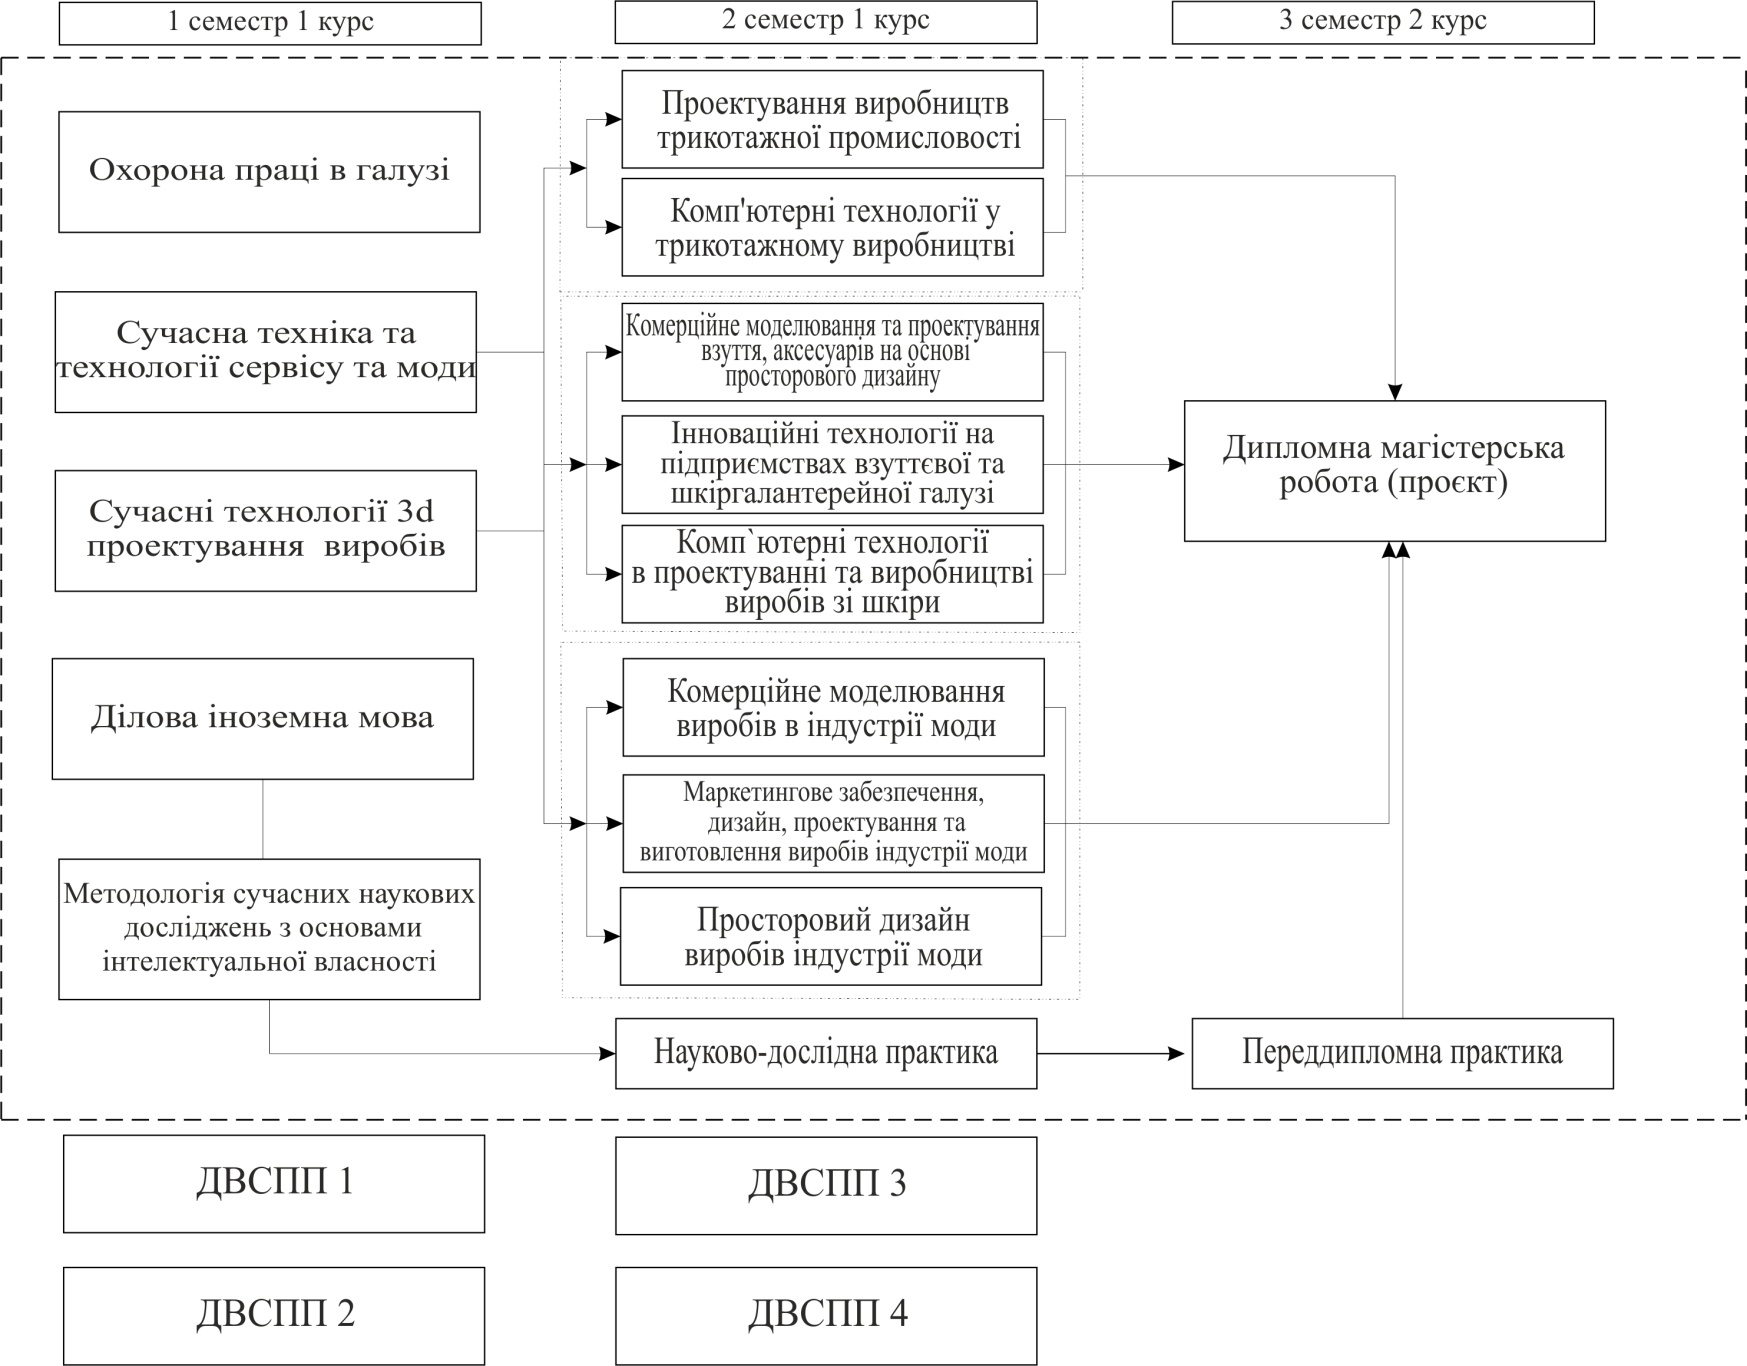 1 семестр 1 курс
2 семестр 1 курс
3 семестр 2 курс
Охорона праці в галузі
Сучасна техніка та
технології сервісу та моди
Сучасні технології 3d
проектування виробів
Ділова іноземна мова
Методологія сучасних наукових
досліджень з основами
інтелектуальної власності
Проектування виробництв
трикотажної промисловості
Комп'ютерні технології у
трикотажному виробництві
Комерційне моделювання та проектування
взуття, аксесуарів на основі
просторового дизайну
Інноваційні технології на
підприємствах взуттєвої та
шкіргалантерейної галузі
Комп`ютерні технології
в проектуванні та виробництві
виробів зі шкіри
Комерційне моделювання
виробів в індустрії моди
Маркетингове забезпечення,
дизайн, проектування та
виготовлення виробів індустрії моди
Просторовий дизайн
виробів індустрії моди
Науково-дослідна практика
Дипломна магістерська
робота (проєкт)
Переддипломна практика
ДВСПП 1
ДВСПП 3
ДВСПП 2
ДВСПП 4